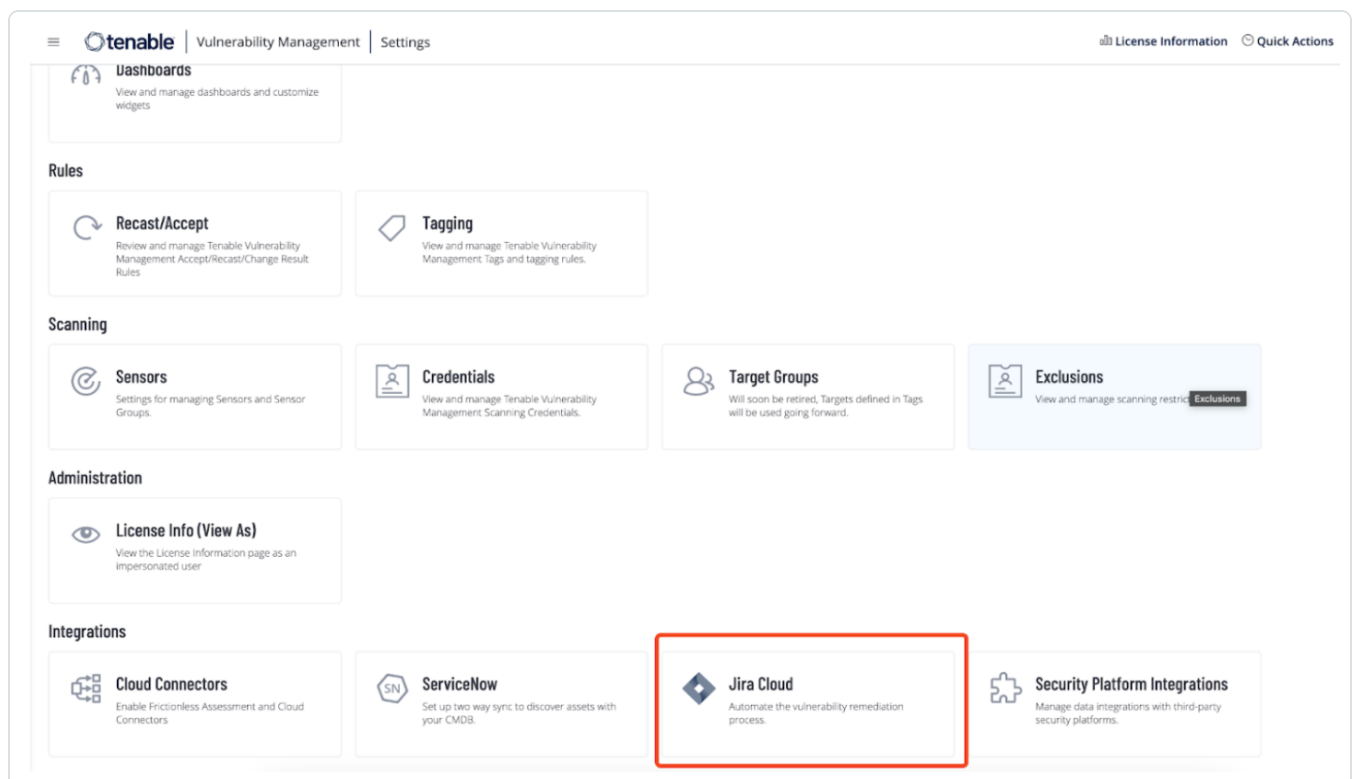 tenable
Vulnerability Management
Settings
License Information
Quick Actions
Dashboards
View and manage dashboards and customize
widgets
Rules
Recast/Accept
Review and manage Tenable Vulnerability
Management Accept/Recast/Change Result
Rules
Tagging
View and manage Tenable Vulnerability
Management Tags and tagging rules.
Scanning
Sensors
Settings for managing Sensors and Sensor
Groups.
Credentials
View and manage Tenable Vulnerability
Management Scanning Credentials.
Target Groups
Will soon be retired, Targets defined in Tags
will be used going forward.
Exclusions
View and manage scanning restric
Exclusions
Administration
License Info (View As)
View the License Information page as an
impersonated user
Integrations
Cloud Connectors
Enable Frictionless Assessment and Cloud
Connectors
SN
ServiceNow
Set up two way sync to discover assets with
your CMDB.
Jira Cloud
Automate the vulnerability remediation
process.
Security Platform Integrations
Manage data integrations with third-party
security platforms.